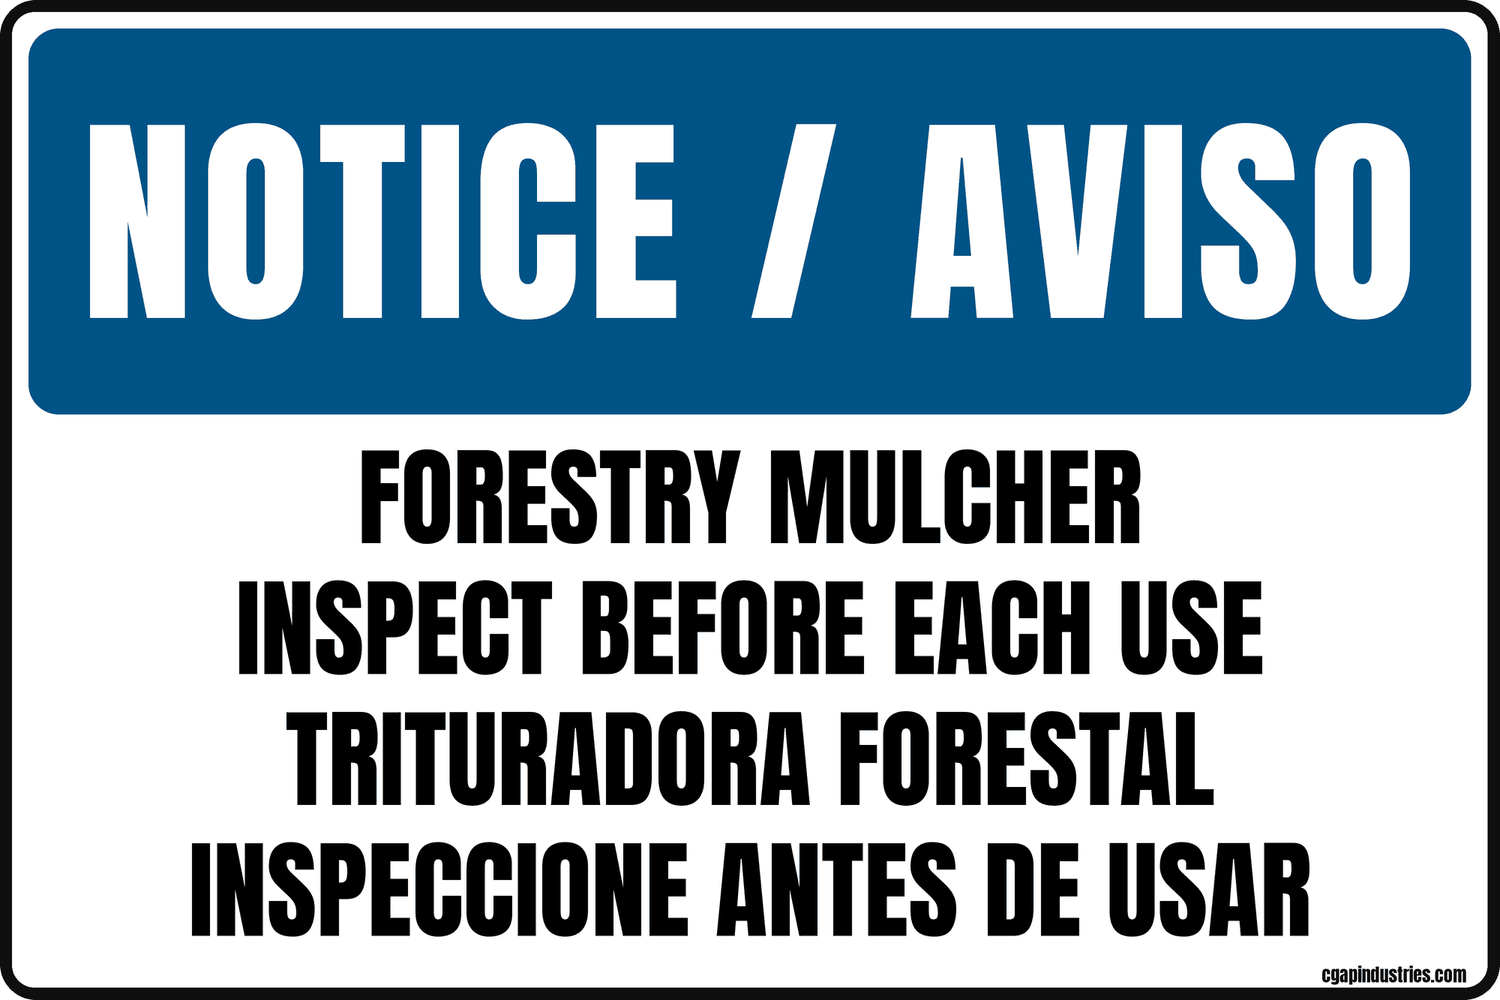 NOTICE / AVISO
FORESTRY MULCHER
INSPECT BEFORE EACH USE
TRITURADORA FORESTAL
INSPECCIONE ANTES DE USAR
cgapindustries.com